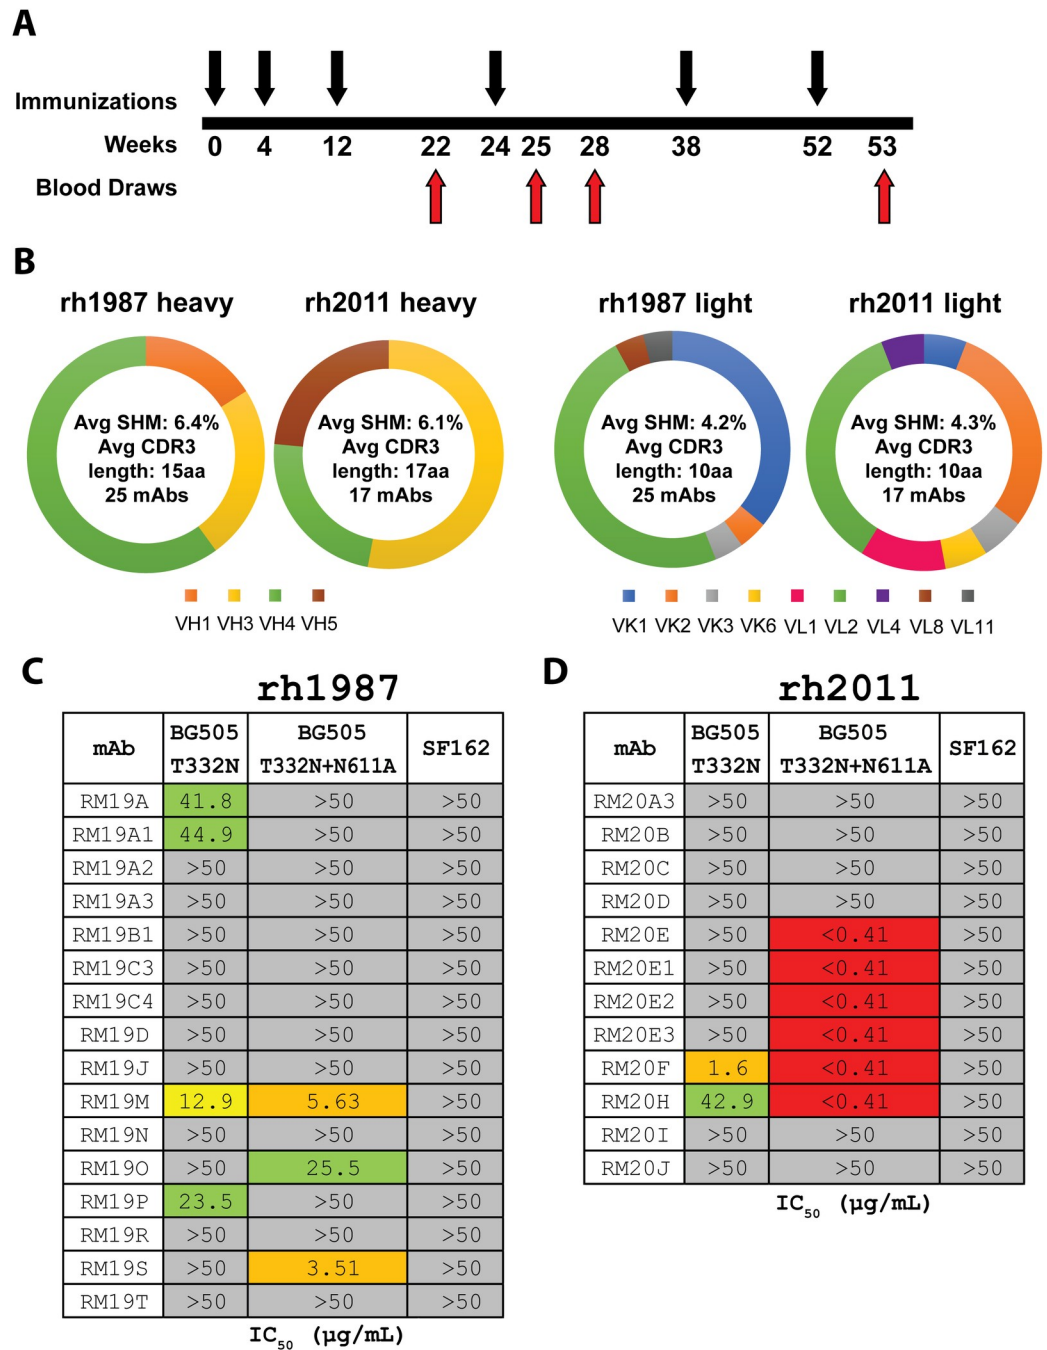 A
Immunizations
Weeks 0 4 12 22 24 25 28 38 52 53
Blood Draws
B
rh1987 heavy rh2011 heavy rh1987 light rh2011 light
Avg SHM: 6.4%
Avg CDR3
length: 15aa
25 mAbs
Avg SHM: 6.1%
Avg CDR3
length: 17aa
17 mAbs
Avg SHM: 4.2%
Avg CDR3
length: 10aa
25 mAbs
Avg SHM: 4.3%
Avg CDR3
length: 10aa
17 mAbs
VH1 VH3 VH4 VH5
VK1 VK2 VK3 VK6 VL1 VL2 VL4 VL8 VL11
C
rh1987
mAb BG505 T332N BG505 T332N+N611A SF162
RM19A 41.8 >50 >50
RM19A1 44.9 >50 >50
RM19A2 >50 >50 >50
RM19A3 >50 >50 >50
RM19B1 >50 >50 >50
RM19C3 >50 >50 >50
RM19C4 >50 >50 >50
RM19D >50 >50 >50
RM19J >50 >50 >50
RM19M 12.9 5.63 >50
RM19N >50 >50 >50
RM19O >50 25.5 >50
RM19P 23.5 >50 >50
RM19R >50 >50 >50
RM19S >50 3.51 >50
RM19T >50 >50 >50
IC50 (µg/mL)
D
rh2011
mAb BG505 T332N BG505 T332N+N611A SF162
RM20A3 >50 >50 >50
RM20B >50 >50 >50
RM20C >50 >50 >50
RM20D >50 >50 >50
RM20E >50 <0.41 >50
RM20E1 >50 <0.41 >50
RM20E2 >50 <0.41 >50
RM20E3 >50 <0.41 >50
RM20F 1.6 <0.41 >50
RM20H 42.9 <0.41 >50
RM20I >50 >50 >50
RM20J >50 >50 >50
IC50 (µg/mL)